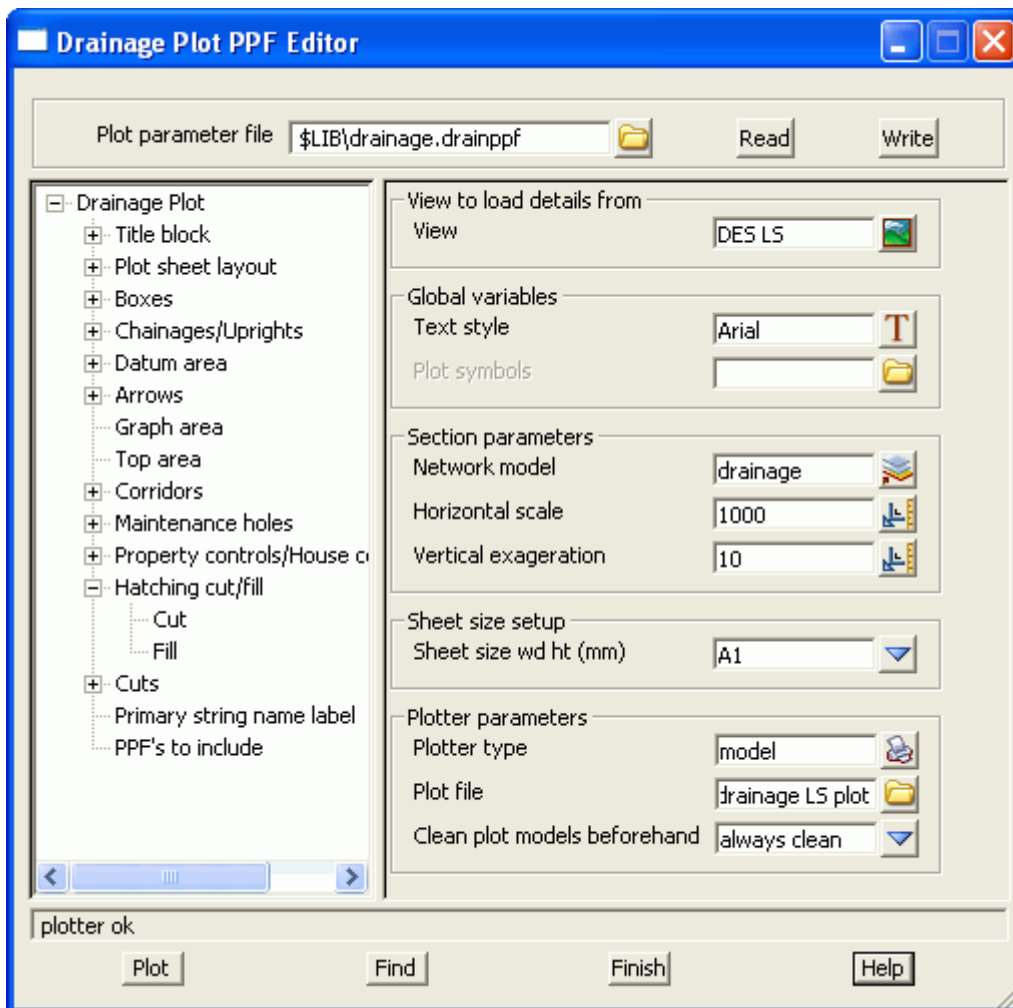 Drainage Plot PPF Editor
Plot parameter file $LIB\drainage.drainppf Read Write
Drainage Plot
Title block
Plot sheet layout
Boxes
Chainages/Uprights
Datum area
Arrows
Graph area
Top area
Corridors
Maintenance holes
Property controls/House
Hatching cut/fill
Cut
Fill
Cuts
Primary string name label
PPF's to include
View to load details from
View DES LS
Global variables
Text style Arial T
Plot symbols
Section parameters
Network model drainage
Horizontal scale 1000
Vertical exageration 10
Sheet size setup
Sheet size wd ht (mm) A1
Plotter parameters
Plotter type model
Plot file drainage LS plot
Clean plot models beforehand always clean
plotter ok
Plot Find Finish Help